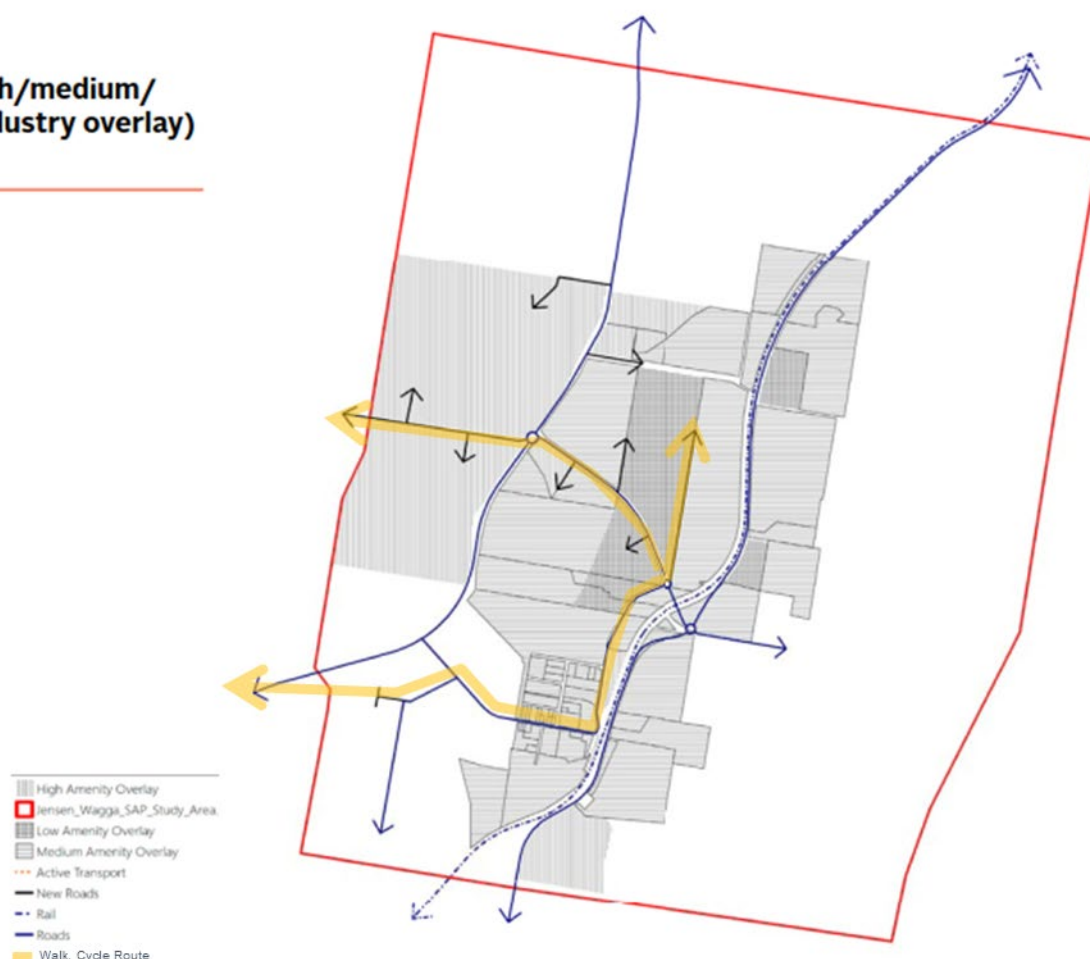 h/medium/
lustry overlay)
High Amenity Overlay
Jensen_Wagga_SAP_Study_Area.
Low Amenity Overlay
Medium Amenity Overlay
Active Transport
New Roads
Rail
Roads
Walk, Cycle Route